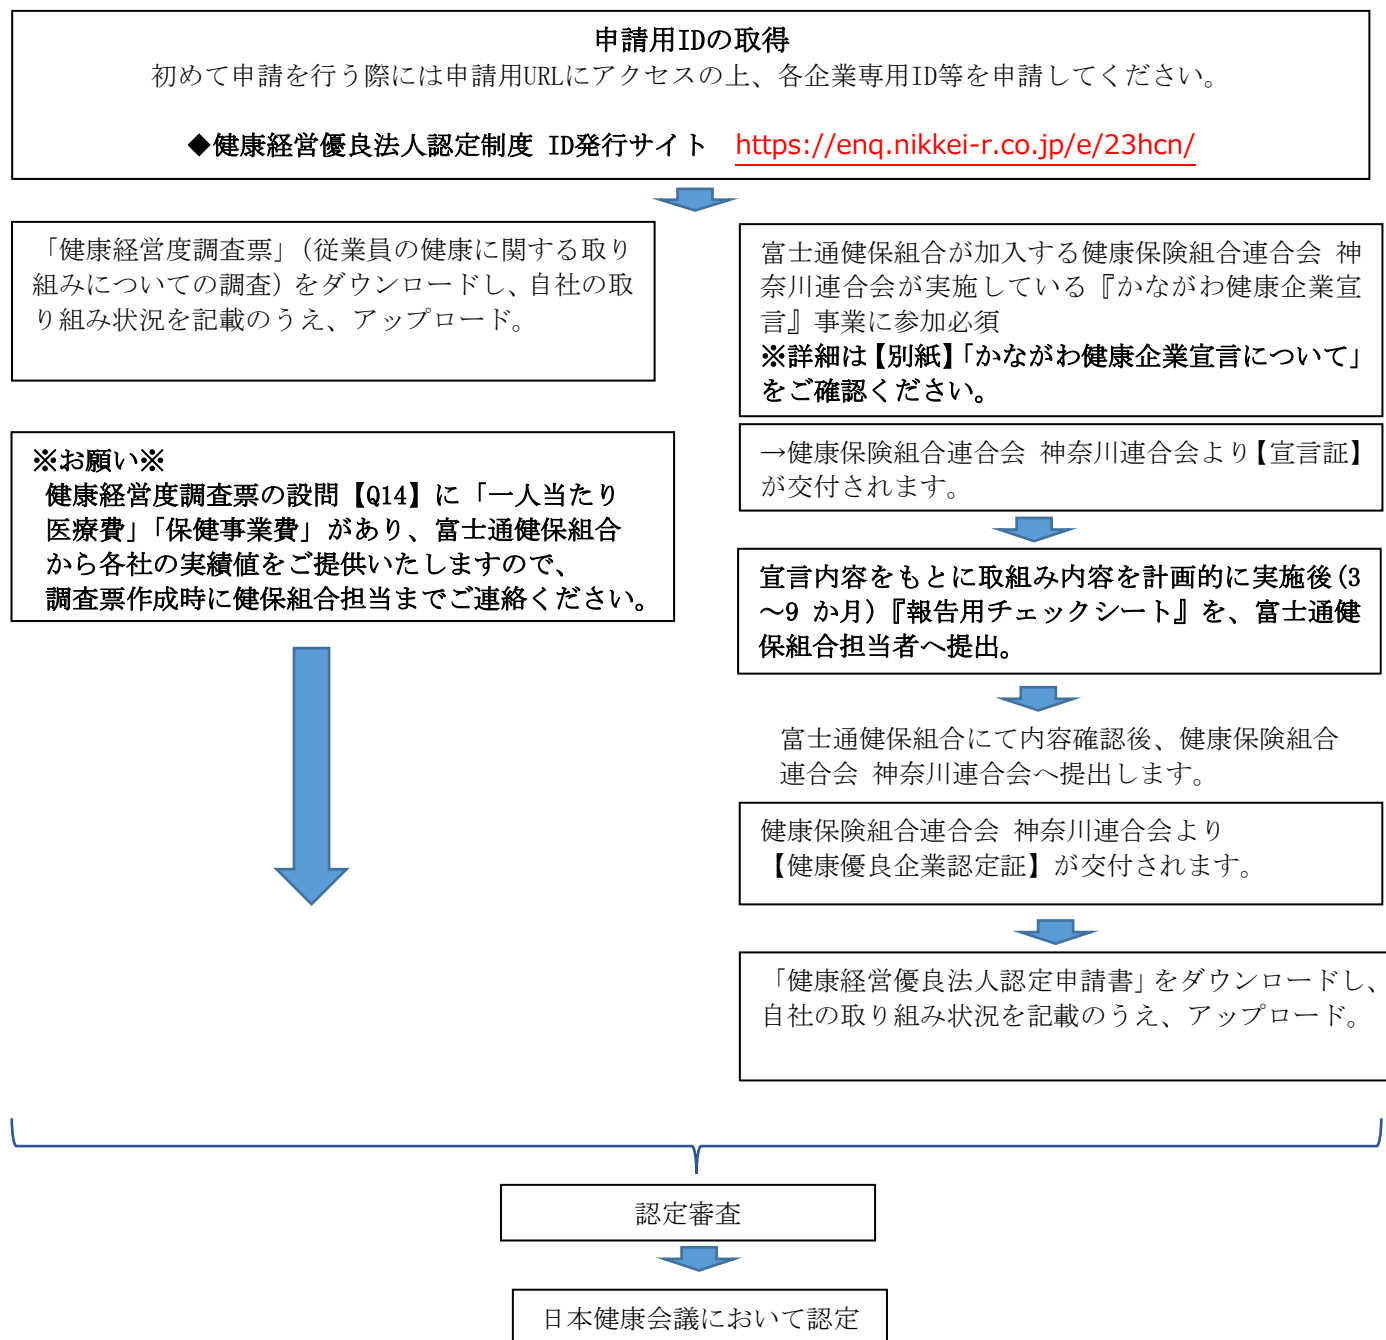 申請用IDの取得
初めて申請を行う際には申請用URLにアクセスの上、各企業専用ID等を申請してください。
◆健康経営優良法人認定制度 ID発行サイト https://enq.nikkei-r.co.jp/e/23hcn/
「健康経営度調査票」（従業員の健康に関する取り
組みについての調査）をダウンロードし、自社の取
り組み状況を記載のうえ、アップロード。
※お願い※
健康経営度調査票の設問【Q14】に「一人当たり
医療費」「保健事業費」があり、富士通健保組合
から各社の実績値をご提供いたしますので、
調査票作成時に健保組合担当までご連絡ください。
富士通健保組合が加入する健康保険組合連合会 神
奈川連合会が実施している『かながわ健康企業宣
言』事業に参加必須
※詳細は【別紙】「かながわ健康企業宣言について」
をご確認ください。
→健康保険組合連合会 神奈川連合会より【宣言証】
が交付されます。
宣言内容をもとに取組み内容を計画的に実施後(3
～9 か月)『報告用チェックシート』を、富士通健
保組合担当者へ提出。
富士通健保組合にて内容確認後、健康保険組合
連合会 神奈川連合会へ提出します。
健康保険組合連合会 神奈川連合会より
【健康優良企業認定証】が交付されます。
「健康経営優良法人認定申請書」をダウンロードし、
自社の取り組み状況を記載のうえ、アップロード。
認定審査
日本健康会議において認定